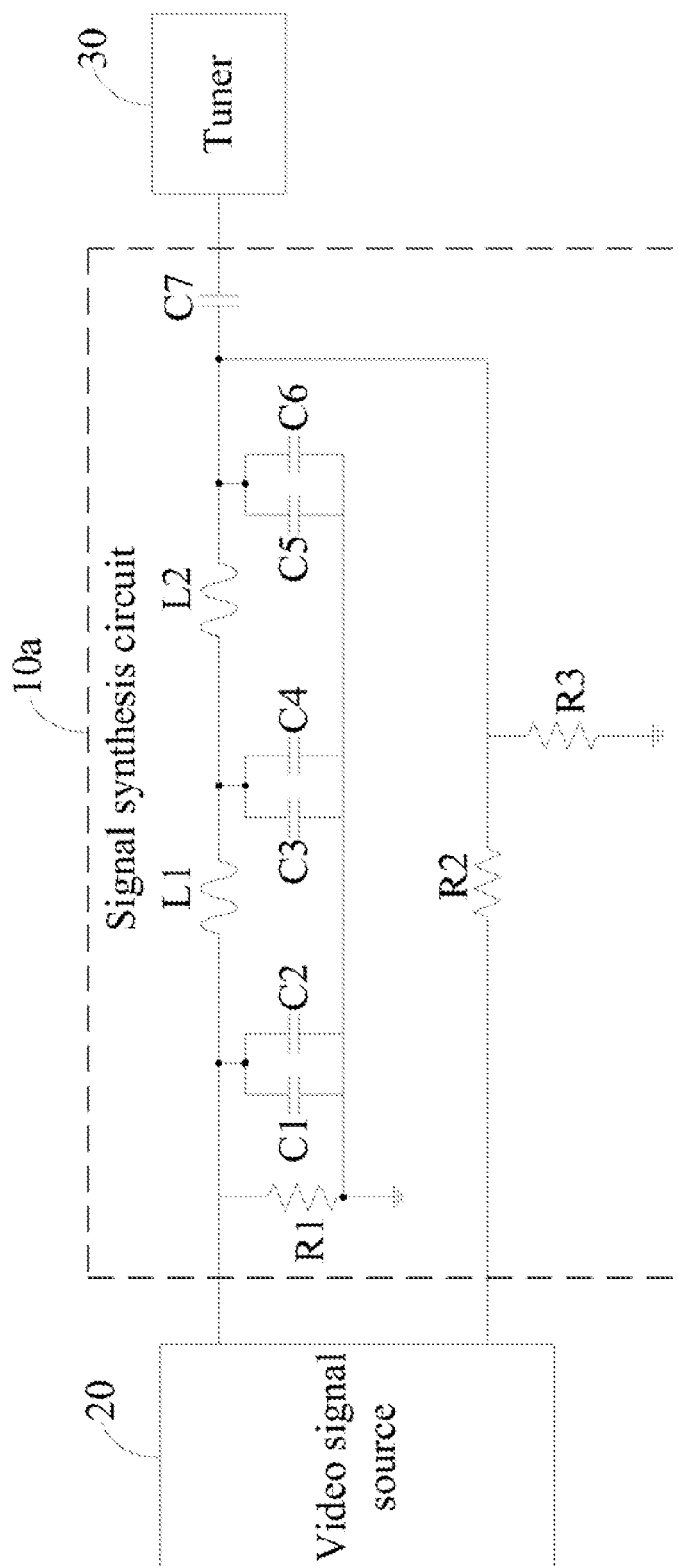 10a
Signal synthesis circuit
20
Video signal
source
30
Tuner
L1
L2
C7
R1
C1
C2
C3
C4
C5
C6
R2
R3